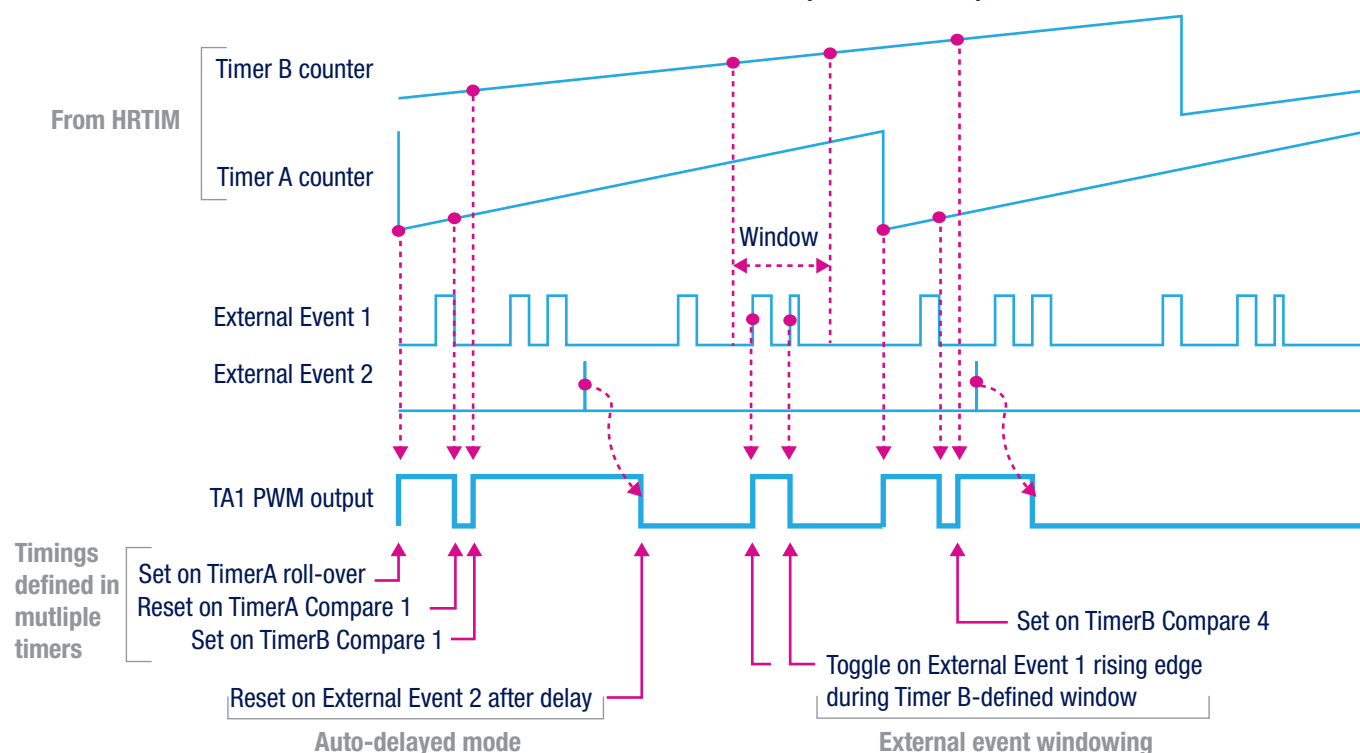 Timer B counter
From HRTIM
Timer A counter
Window
External Event 1
External Event 2
TA1 PWM output
Timings
defined in
mutliple
timers
Set on TimerA roll-over
Reset on TimerA Compare 1
Set on TimerB Compare 1
Reset on External Event 2 after delay
Auto-delayed mode
Set on TimerB Compare 4
Toggle on External Event 1 rising edge
during Timer B-defined window
External event windowing